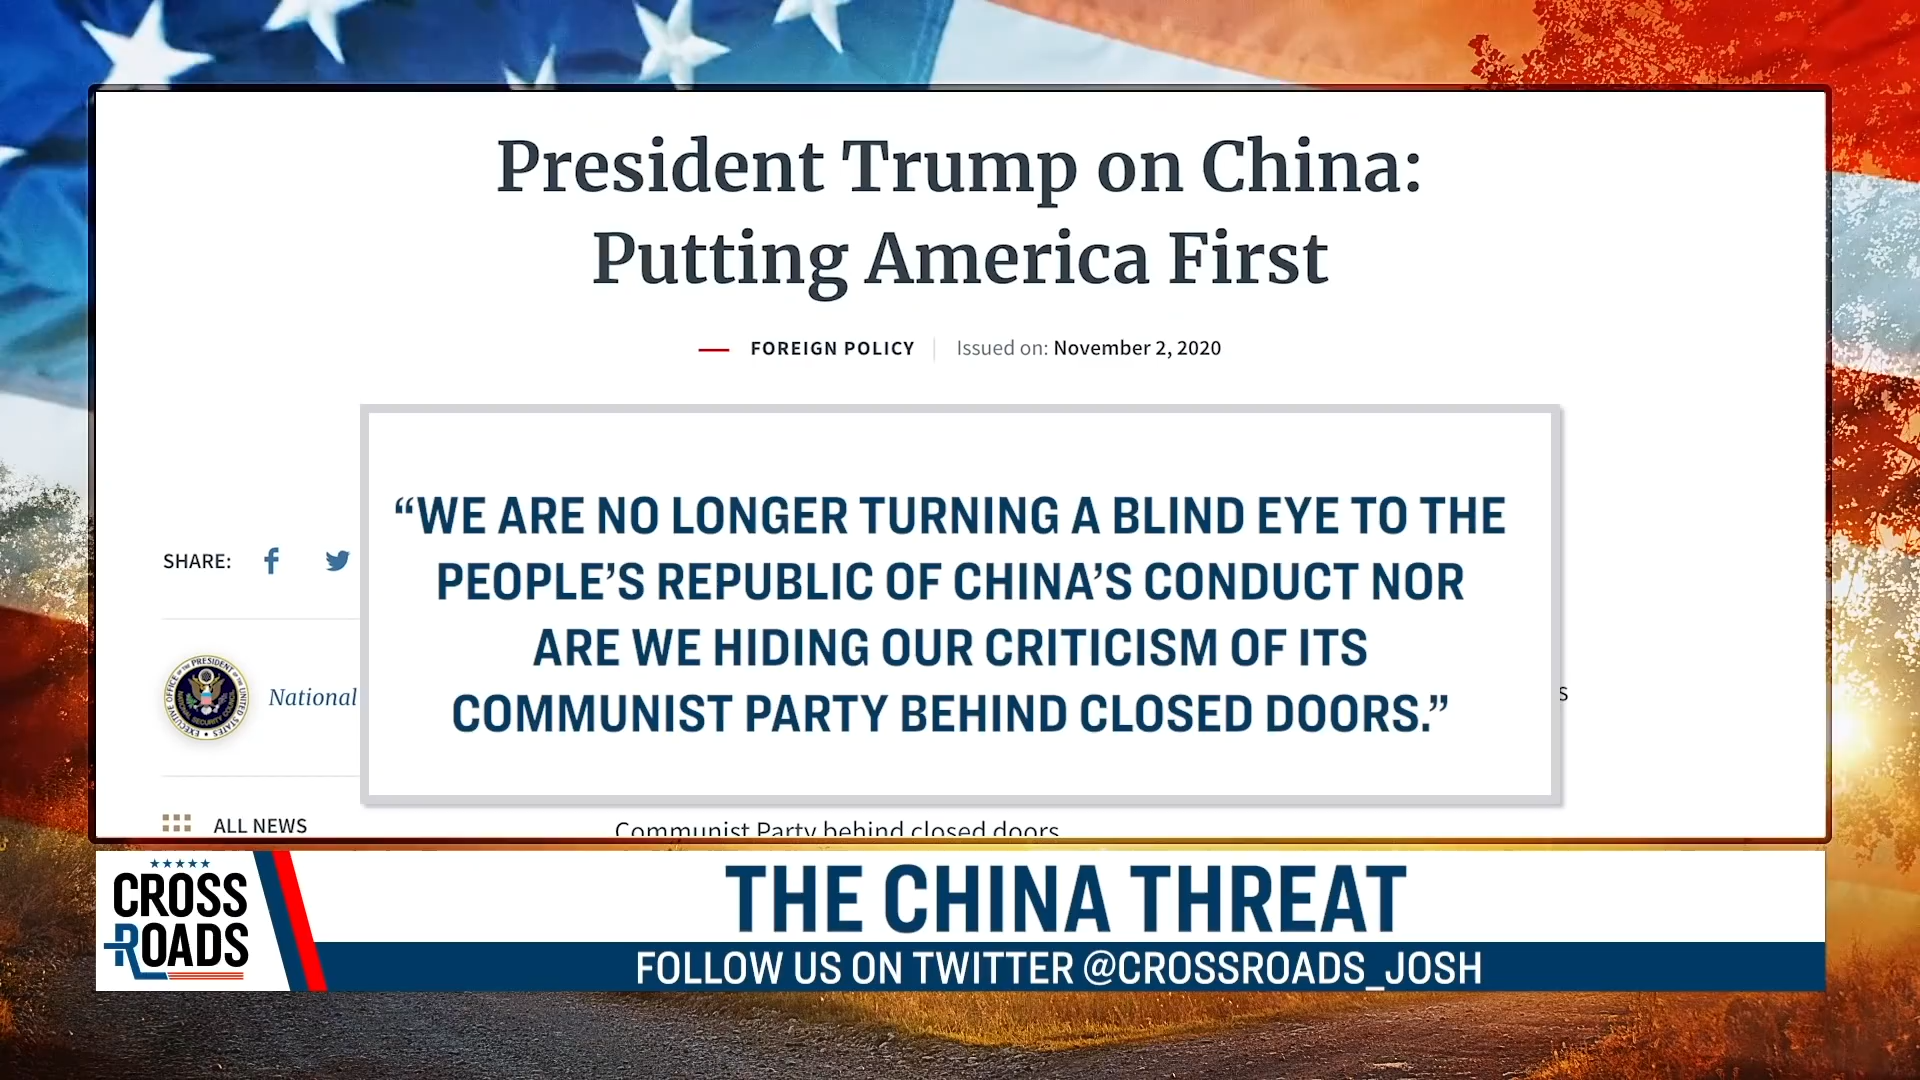 President Trump on China:
Putting America First
FOREIGN POLICY
Issued on: November 2, 2020
“WE ARE NO LONGER TURNING A BLIND EYE TO THE
PEOPLE’S REPUBLIC OF CHINA’S CONDUCT NOR
ARE WE HIDING OUR CRITICISM OF ITS
COMMUNIST PARTY BEHIND CLOSED DOORS.”
SHARE:
National
s
ALL NEWS
Communist Party behind closed doors
CROSS
ROADS
THE CHINA THREAT
FOLLOW US ON TWITTER @CROSSROADS_JOSH